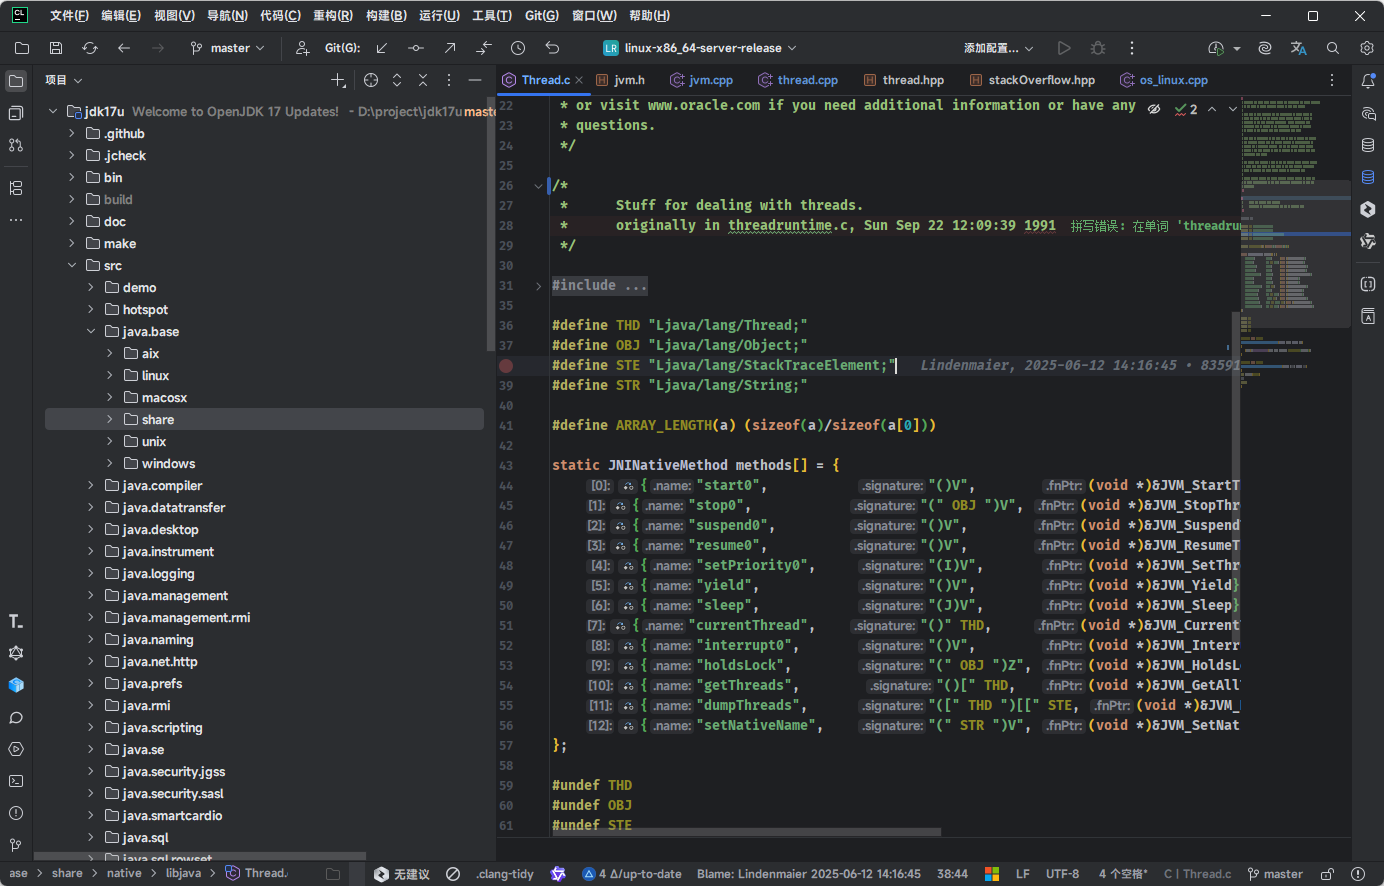 CL 文件(F) 编辑(E) 视图(V) 导航(N) 代码(C) 重构(R) 构建(B) 运行(U) 工具(T) Git(G) 窗口(W) 帮助(H)
master Git(G): LR linux-x86_64-server-release 添加配置...
项目
Thread.c jvm.h jvm.cpp thread.cpp thread.hpp stackOverflow.hpp os_linux.cpp
jdk17u Welcome to OpenJDK 17 Updates! - D:\project\jdk17u maste
.github
.jcheck
bin
build
doc
make
src
demo
hotspot
java.base
aix
linux
macosx
share
unix
windows
java.compiler
java.datatransfer
java.desktop
java.instrument
java.logging
java.management
java.management.rmi
java.naming
java.net.http
java.prefs
java.rmi
java.scripting
java.se
java.security.jgss
java.security.sasl
java.smartcardio
java.sql
java.sql.rowset
2
22 * or visit www.oracle.com if you need additional information or have any
23 * questions.
24 */
25
26 /*
27 *      Stuff for dealing with threads.
28 *      originally in threadruntime.c, Sun Sep 22 12:09:39 1991 拼写错误: 在单词 'threadru
29 */
30
31 #include ...
35
36 #define THD "Ljava/lang/Thread;"
37 #define OBJ "Ljava/lang/Object;"
#define STE "Ljava/lang/StackTraceElement;" Lindenmaier, 2025-06-12 14:16:45 • 83591
39 #define STR "Ljava/lang/String;"
40
41 #define ARRAY_LENGTH(a) (sizeof(a)/sizeof(a[0]))
42
43 static JNINativeMethod methods[] = {
44 [0]: { .name: "start0", .signature: "()V", .fnPtr: (void *)&JVM_StartT
45 [1]: { .name: "stop0", .signature: "(" OBJ ")V", .fnPtr: (void *)&JVM_StopThr
46 [2]: { .name: "suspend0", .signature: "()V", .fnPtr: (void *)&JVM_Suspend
47 [3]: { .name: "resume0", .signature: "()V", .fnPtr: (void *)&JVM_ResumeT
48 [4]: { .name: "setPriority0", .signature: "(I)V", .fnPtr: (void *)&JVM_SetThr
49 [5]: { .name: "yield", .signature: "()V", .fnPtr: (void *)&JVM_Yield}
50 [6]: { .name: "sleep", .signature: "(J)V", .fnPtr: (void *)&JVM_Sleep}
51 [7]: { .name: "currentThread", .signature: "()" THD, .fnPtr: (void *)&JVM_Current
52 [8]: { .name: "interrupt0", .signature: "()V", .fnPtr: (void *)&JVM_Interr
53 [9]: { .name: "holdsLock", .signature: "(" OBJ ")Z", .fnPtr: (void *)&JVM_HoldsL
54 [10]: { .name: "getThreads", .signature: "()[" THD, .fnPtr: (void *)&JVM_GetAll
55 [11]: { .name: "dumpThreads", .signature: "([" THD ")[[" STE, .fnPtr: (void *)&JVM_
56 [12]: { .name: "setNativeName", .signature: "(" STR ")V", .fnPtr: (void *)&JVM_SetNat
57 };
58
59 #undef THD
60 #undef OBJ
61 #undef STE
ase > share > native > libjava > Thread. 无建议 .clang-tidy 4 Δ/up-to-date Blame: Lindenmaier 2025-06-12 14:16:45 38:44 LF UTF-8 4 个空格* C | Thread.c master